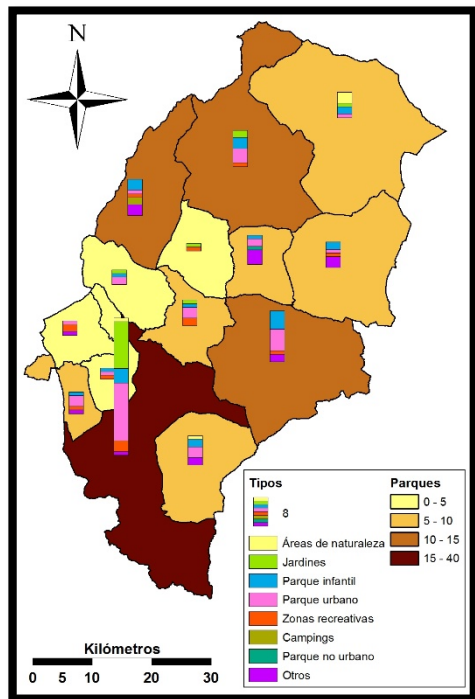 N
Tipos
8
Áreas de naturaleza
Jardines
Parque infantil
Parque urbano
Zonas recreativas
Campings
Parque no urbano
Otros
Parques
0 - 5
5 - 10
10 - 15
15 - 40
Kilómetros
0 5 10 20 30